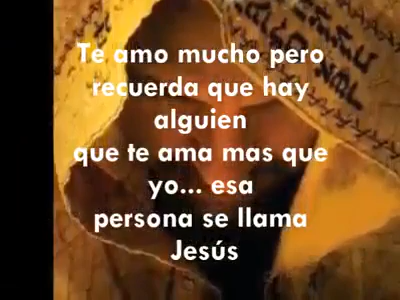 Te amo mucho pero
recuerda que hay
alguien
que te ama mas que
yo... esa
persona se llama
Jesús